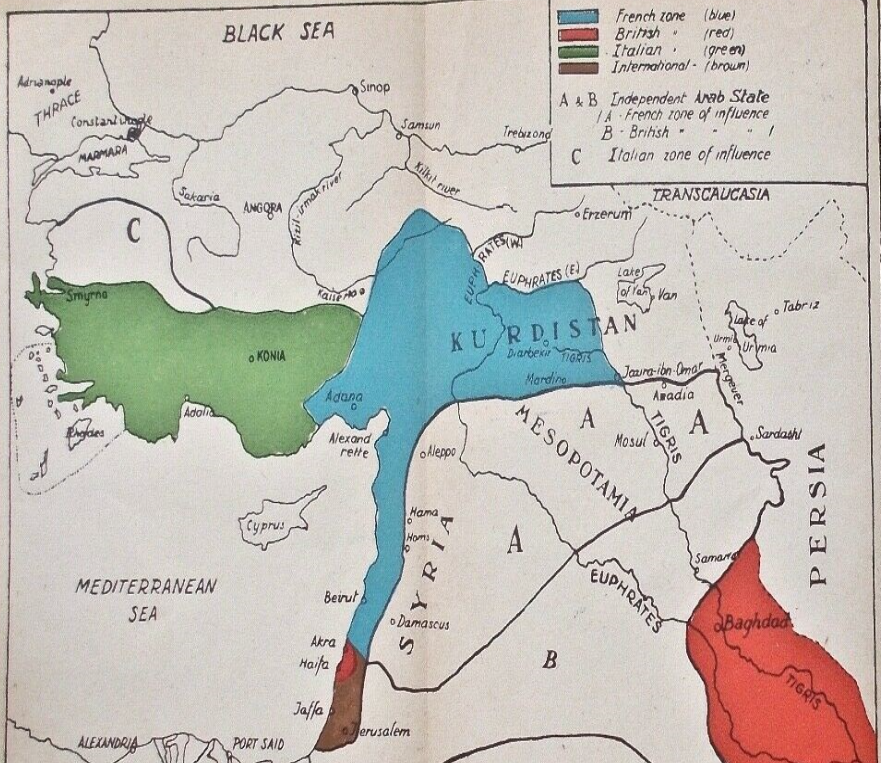 BLACK SEA
French zone (blue)
British " (red)
Italian " (green)
International - (brown)
A & B Independent Arab State
/ A - French zone of influence
B - British " " " /
C Italian zone of influence
Adrianople
THRACE
Constantinople
MARMARA
Sinop
Samsun
Trebizond
Kilkit river
Sakaria
ANGORA
Kizil-irmak river
TRANSCAUCASIA
Erzerum
C
EUPHRATES (W)
EUPHRATES (E)
Lake of Van
Van
Kaiseria
Smyrna
Tabriz
Lake of Urmia
Urmia
KURDISTAN
Diarbekir
TIGRIS
KONIA
Mardin
Jazira-ibn-Omar
Amadia
Mergever
Adana
Adalia
Rhodes
Alexand
rette
Aleppo
A
A
MESOPOTAMIA
Mosul
TIGRIS
Sardasht
PERSIA
Cyprus
Hama
Homs
SYRIA
A
Samara
MEDITERRANEAN
SEA
Beirut
EUPHRATES
Damascus
Baghdad
Akra
Haifa
B
TIGRIS
Jaffa
Jerusalem
ALEXANDRIA
PORT SAID